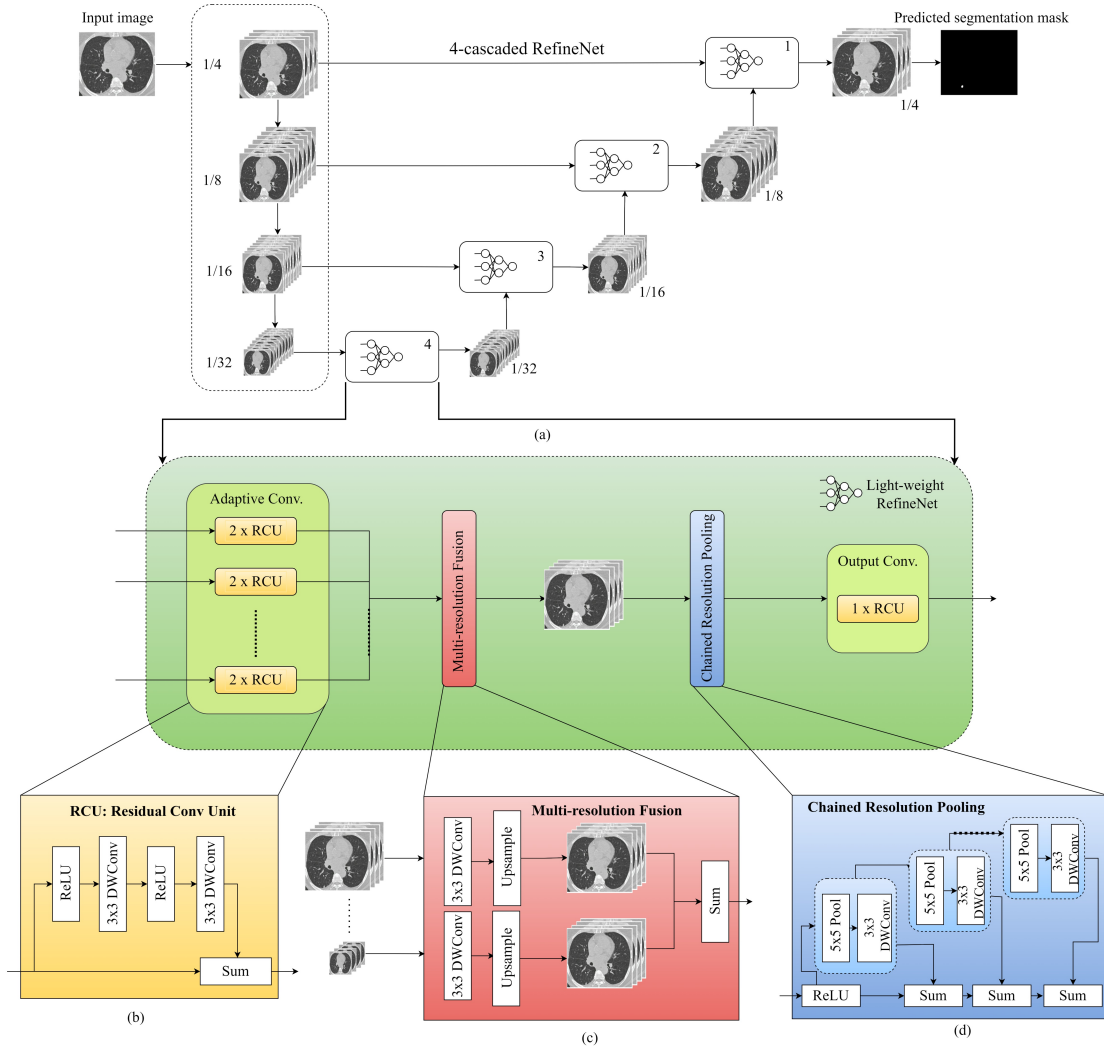 Input image
4-cascaded RefineNet
Predicted segmentation mask
1/4
1
1/4
1/8
2
1/8
1/16
3
1/16
1/32
4
1/32
(a)
Light-weight
RefineNet
Adaptive Conv.
2 x RCU
2 x RCU
2 x RCU
Multi-resolution Fusion
Chained Resolution Pooling
Output Conv.
1 x RCU
RCU: Residual Conv Unit
ReLU
3x3 DWConv
ReLU
3x3 DWConv
Sum
(b)
Multi-resolution Fusion
3x3 DWConv
Upsample
3x3 DWConv
Upsample
Sum
(c)
Chained Resolution Pooling
5x5 Pool
3x3
DWConv
5x5 Pool
3x3
DWConv
5x5 Pool
3x3
DWConv
ReLU
Sum
Sum
Sum
(d)